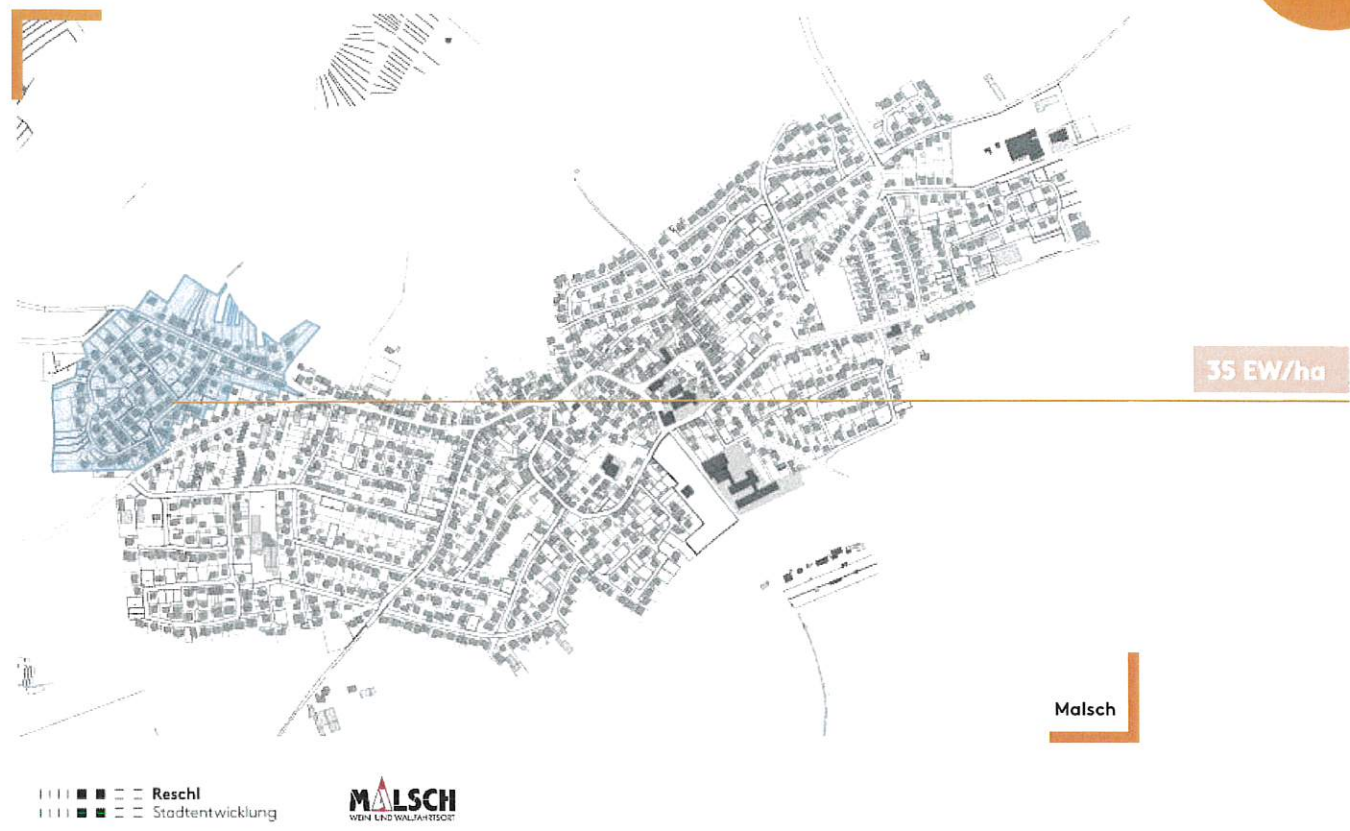 35 EW/ha
Malsch
Reschl
Stadtentwicklung
MALSCH
WEIN UND WALLFAHRTSORT